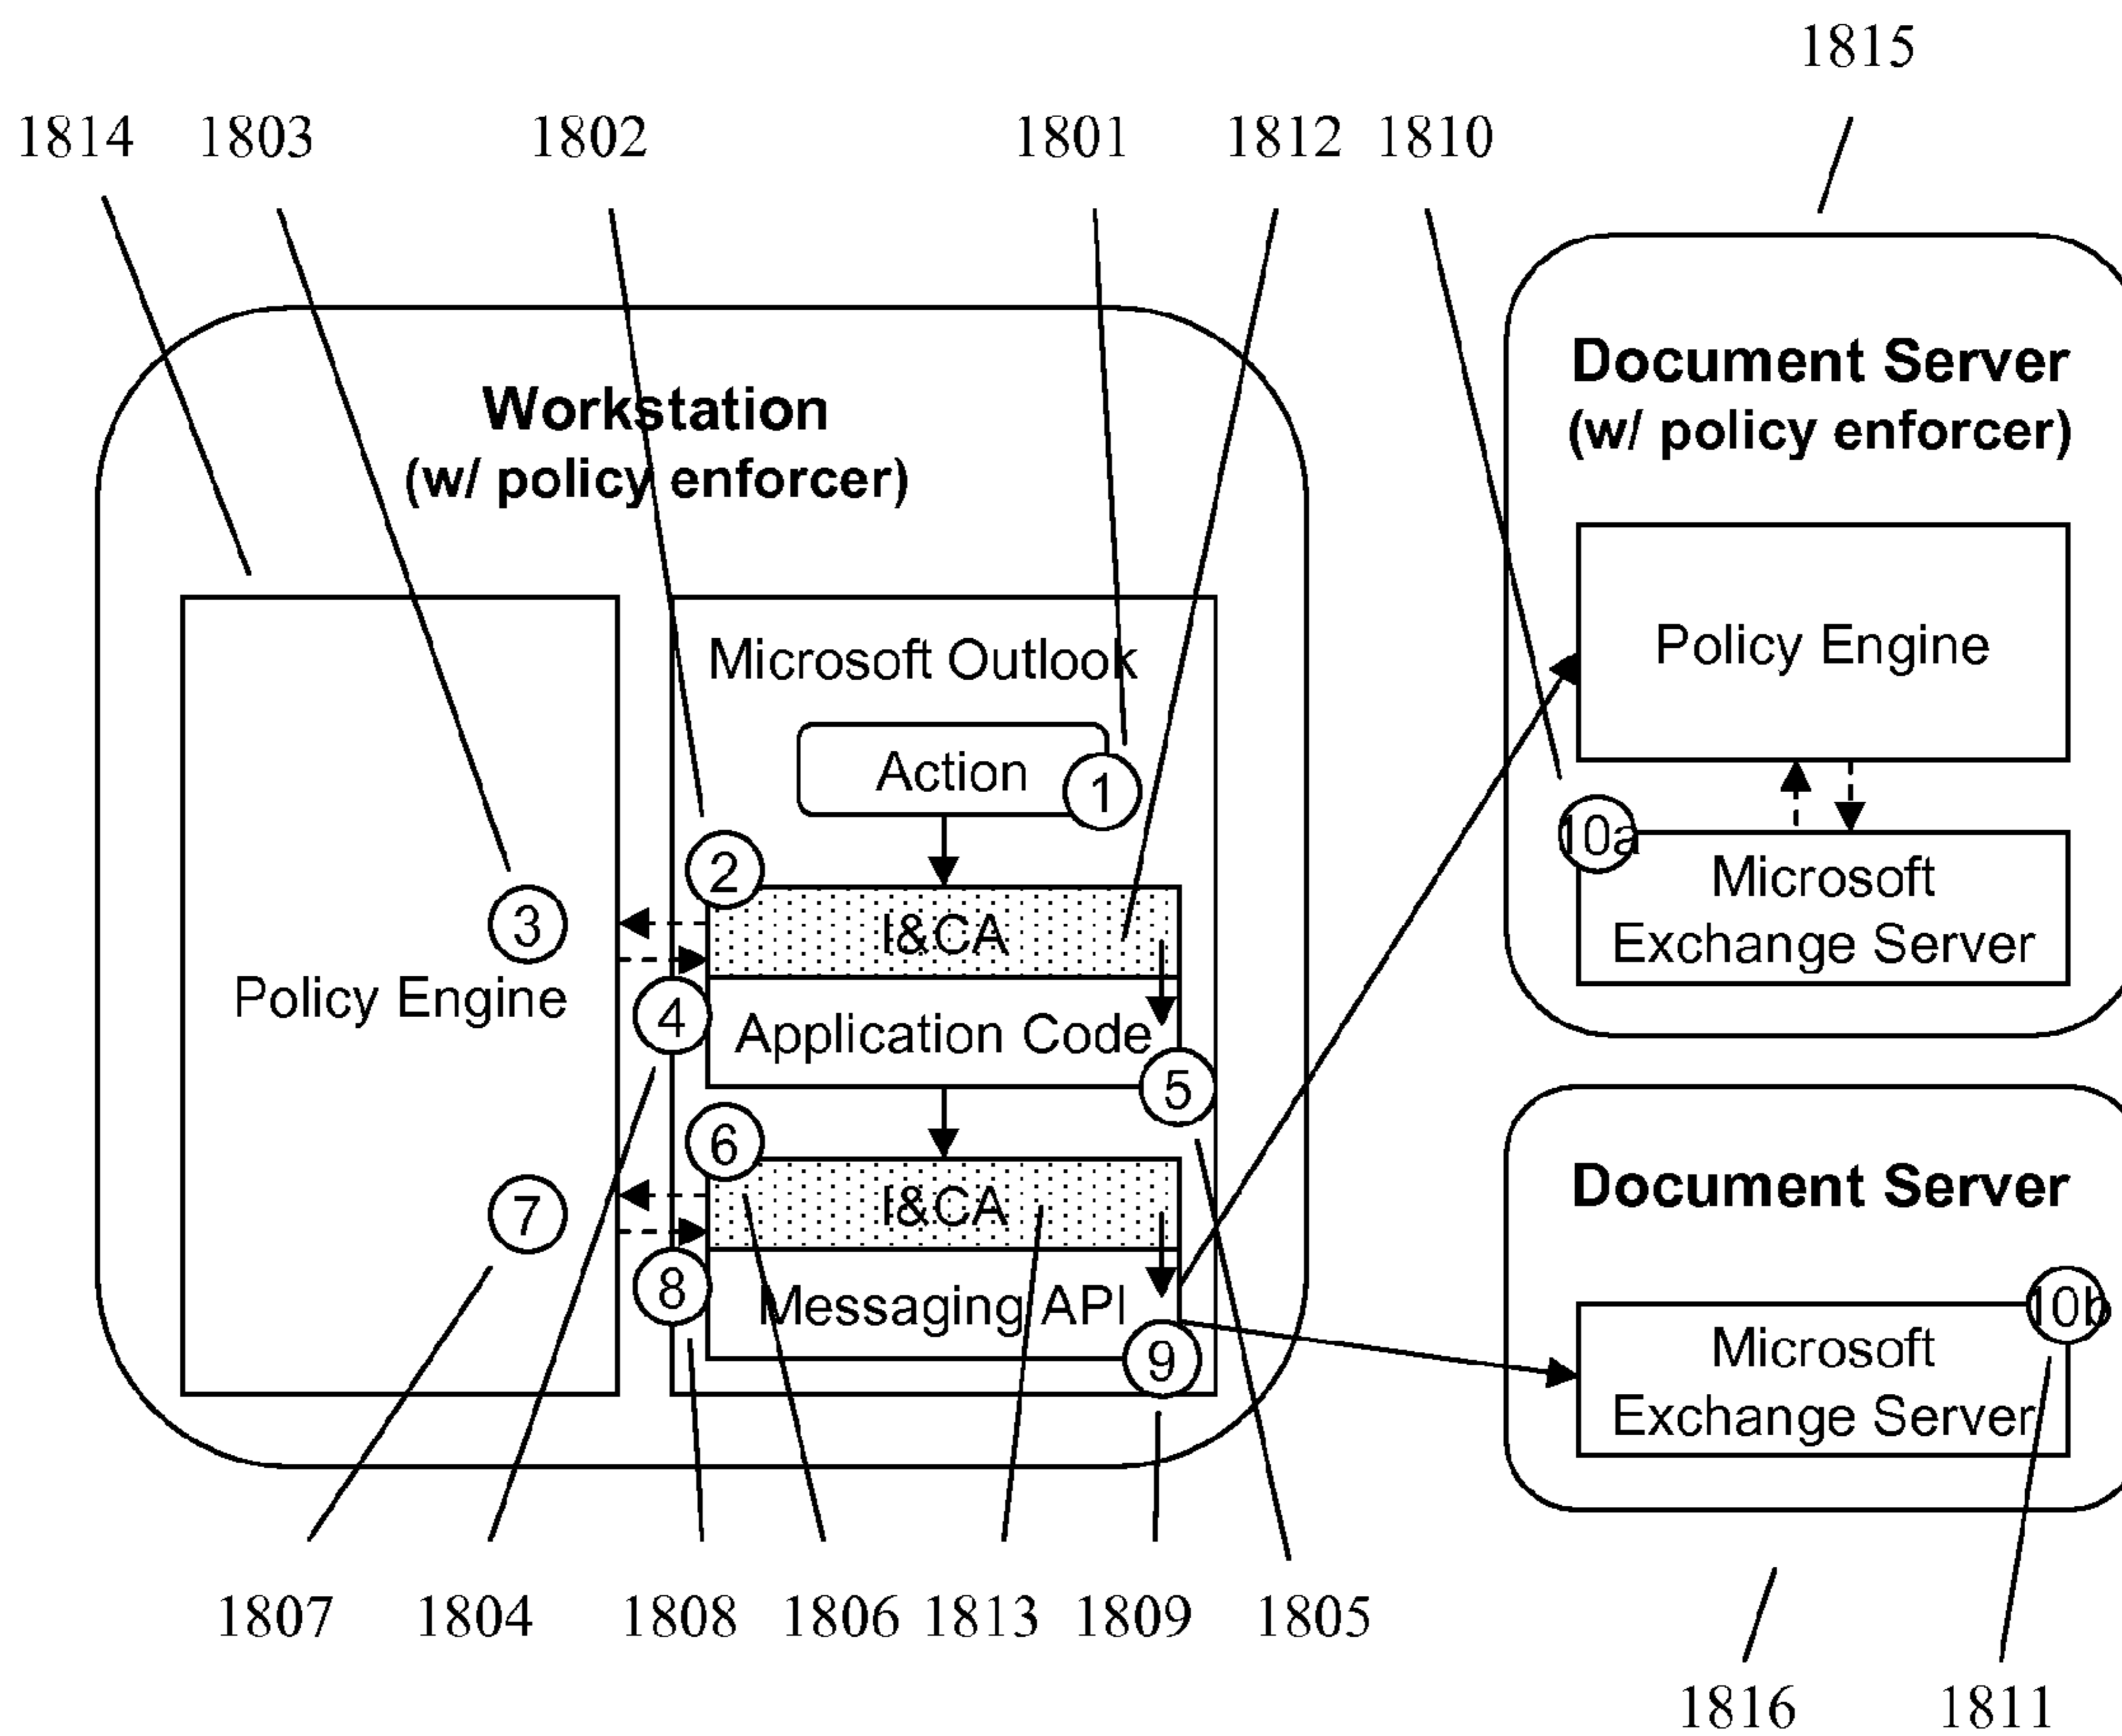 1815
1814 1803 1802 1801 1812 1810
Workstation
(w/ policy enforcer)
Document Server
(w/ policy enforcer)
Microsoft Outlook
Policy Engine
Action
1
2
10a
Microsoft
Exchange Server
3
I&CA
Policy Engine
4
Application Code
5
6
7
I&CA
Document Server
8
Messaging API
9
10b
Microsoft
Exchange Server
1807 1804 1808 1806 1813 1809 1805
1816 1811